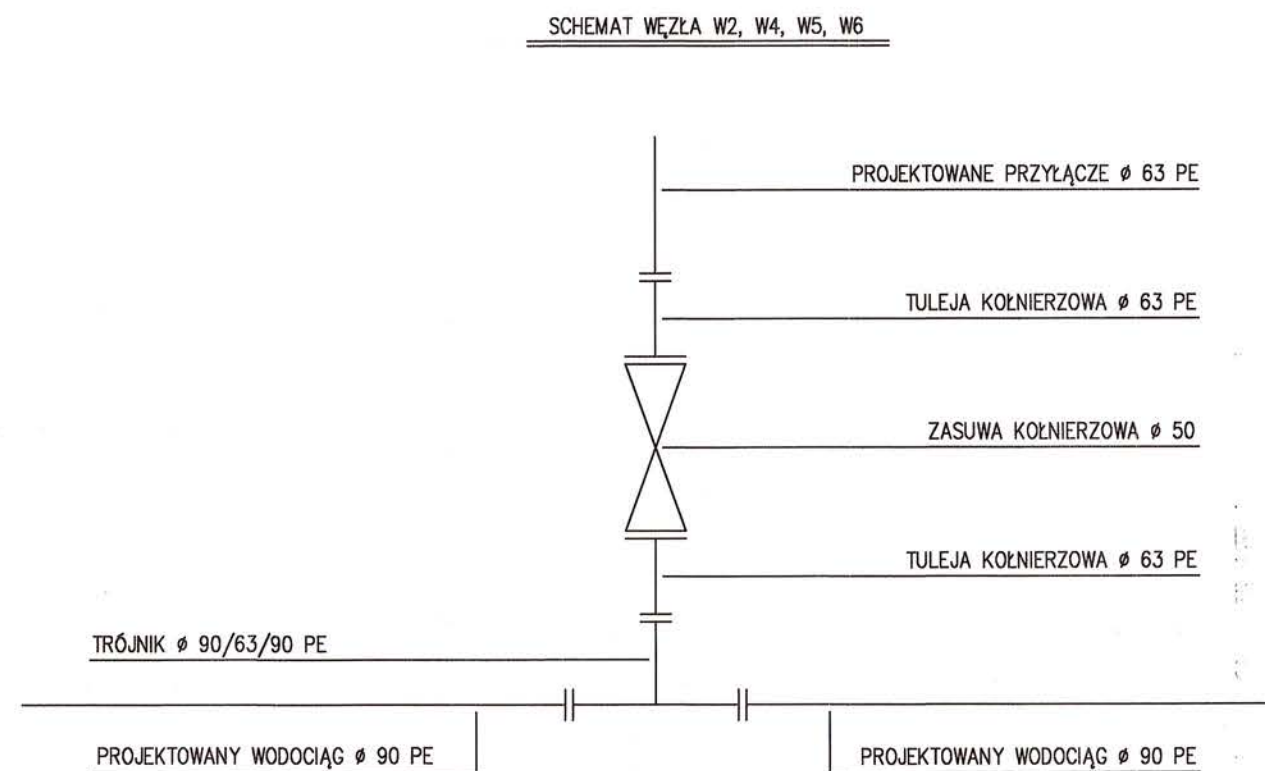 SCHEMAT WĘZŁA W2, W4, W5, W6
PROJEKTOWANE PRZYŁĄCZE ø 63 PE
TULEJA KOŁNIERZOWA ø 63 PE
ZASUWA KOŁNIERZOWA ø 50
TULEJA KOŁNIERZOWA ø 63 PE
TRÓJNIK ø 90/63/90 PE
PROJEKTOWANY WODOCIĄG ø 90 PE
PROJEKTOWANY WODOCIĄG ø 90 PE